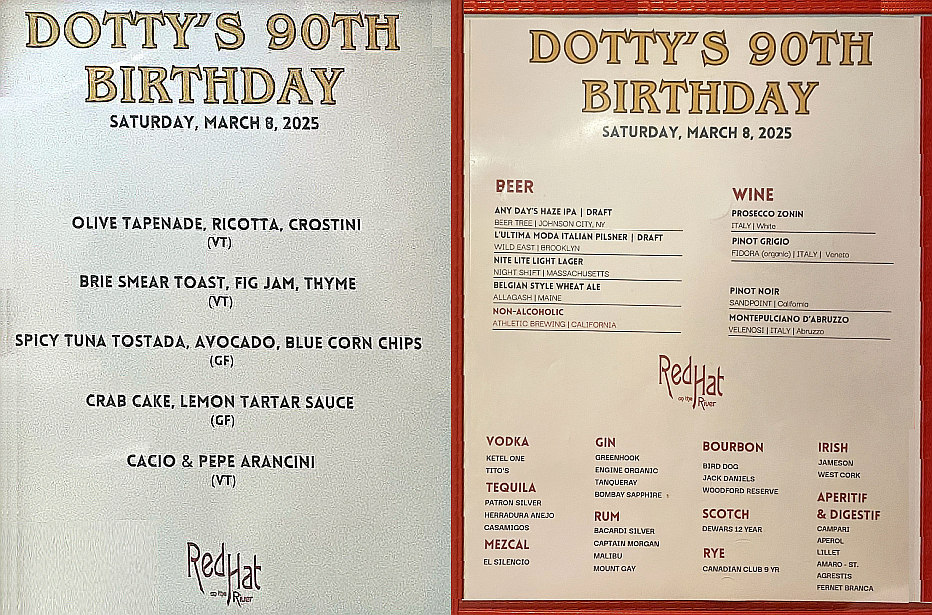 DOTTY'S 90TH
BIRTHDAY
SATURDAY, MARCH 8, 2025
OLIVE TAPENADE, RICOTTA, CROSTINI
(VT)
BRIE SMEAR TOAST, FIG JAM, THYME
(VT)
SPICY TUNA TOSTADA, AVOCADO, BLUE CORN CHIPS
(GF)
CRAB CAKE, LEMON TARTAR SAUCE
(GF)
CACIO & PEPE ARANCINI
(VT)
Red Hat
on the River
DOTTY'S 90TH
BIRTHDAY
SATURDAY, MARCH 8, 2025
BEER
ANY DAY'S HAZE IPA | DRAFT
BEER TREE | JOHNSON CITY, NY
L'ULTIMA MODA ITALIAN PILSNER | DRAFT
WILD EAST | BROOKLYN
NITE LITE LIGHT LAGER
NIGHT SHIFT | MASSACHUSETTS
BELGIAN STYLE WHEAT ALE
ALLAGASH | MAINE
NON-ALCOHOLIC
ATHLETIC BREWING | CALIFORNIA
WINE
PROSECCO ZONIN
ITALY | White
PINOT GRIGIO
FIDORA (organic) | ITALY | Veneto
PINOT NOIR
SANDPOINT | California
MONTEPULCIANO D'ABRUZZO
VELENOSI | ITALY | Abruzzo
Red Hat
on the River
VODKA
KETEL ONE
TITO'S
TEQUILA
PATRON SILVER
HERRADURA ANEJO
CASAMIGOS
MEZCAL
EL SILENCIO
GIN
GREENHOOK
ENGINE ORGANIC
TANQUERAY
BOMBAY SAPPHIRE
RUM
BACARDI SILVER
CAPTAIN MORGAN
MALIBU
MOUNT GAY
BOURBON
BIRD DOG
JACK DANIELS
WOODFORD RESERVE
SCOTCH
DEWARS 12 YEAR
RYE
CANADIAN CLUB 9 YR
IRISH
JAMESON
WEST CORK
APERITIF
& DIGESTIF
CAMPARI
APEROL
LILLET
AMARO - ST.
AGRESTIS
FERNET BRANCA